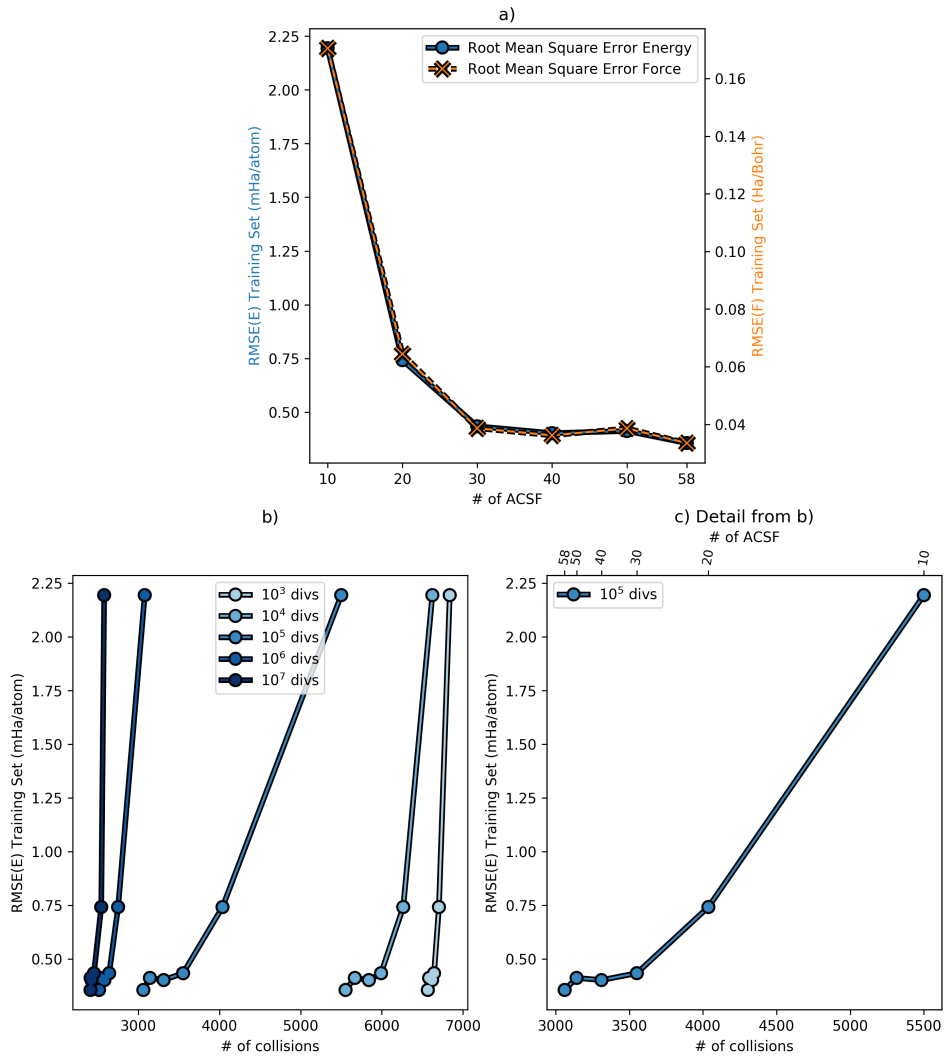 a)
2.25
2.00
1.75
1.50
1.25
1.00
0.75
0.50
RMSE(E) Training Set (mHa/atom)
Root Mean Square Error Energy
Root Mean Square Error Force
0.16
0.14
0.12
0.10
0.08
0.06
0.04
RMSE(F) Training Set (Ha/Bohr)
10 20 30 40 50 58
# of ACSF
b)
2.25
2.00
1.75
1.50
1.25
1.00
0.75
0.50
RMSE(E) Training Set (mHa/atom)
10³ divs
10⁴ divs
10⁵ divs
10⁶ divs
10⁷ divs
3000 4000 5000 6000 7000
# of collisions
c) Detail from b)
# of ACSF
58 50 40 30 20 10
2.25
2.00
1.75
1.50
1.25
1.00
0.75
0.50
RMSE(E) Training Set (mHa/atom)
10⁵ divs
3000 3500 4000 4500 5000 5500
# of collisions